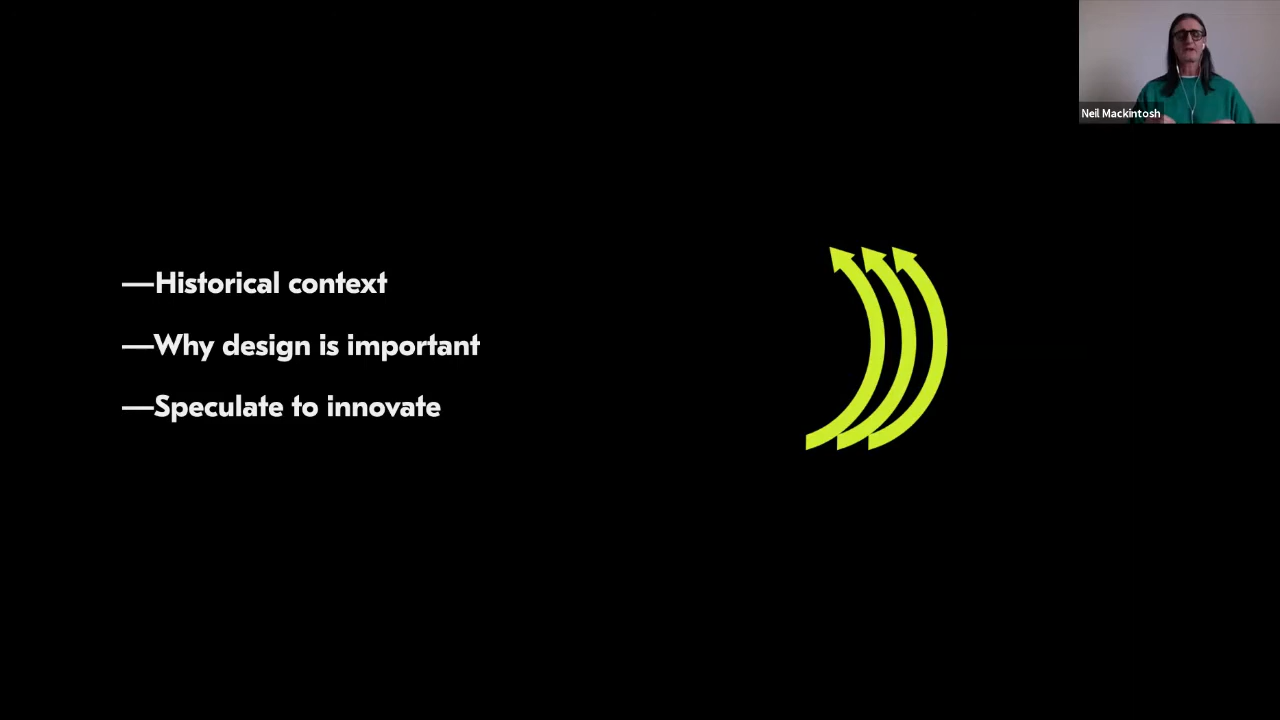 Neil Mackintosh
—Historical context
—Why design is important
—Speculate to innovate